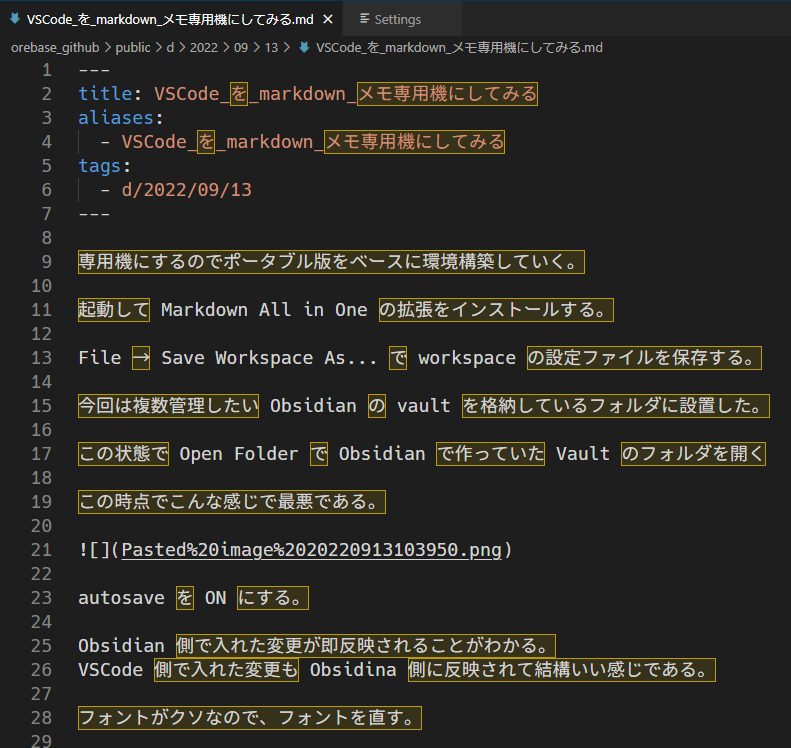 VSCode_を_markdown_メモ専用機にしてみる.md × Settings
orebase_github > public > d > 2022 > 09 > 13 > VSCode_を_markdown_メモ専用機にしてみる.md
1 ---
2 title: VSCode_を_markdown_メモ専用機にしてみる
3 aliases:
4 - VSCode_を_markdown_メモ専用機にしてみる
5 tags:
6 - d/2022/09/13
7 ---
8
9 専用機にするのでポータブル版をベースに環境構築していく。
10
11 起動して Markdown All in One の拡張をインストールする。
12
13 File → Save Workspace As... で workspace の設定ファイルを保存する。
14
15 今回は複数管理したい Obsidian の vault を格納しているフォルダに設置した。
16
17 この状態で Open Folder で Obsidian で作っていた Vault のフォルダを開く
18
19 この時点でこんな感じで最悪である。
20
21 ![](Pasted%20image%2020220913103950.png)
22
23 autosave を ON にする。
24
25 Obsidian 側で入れた変更が即反映されることがわかる。
26 VSCode 側で入れた変更も Obsidina 側に反映されて結構いい感じである。
27
28 フォントがクソなので、フォントを直す。
29